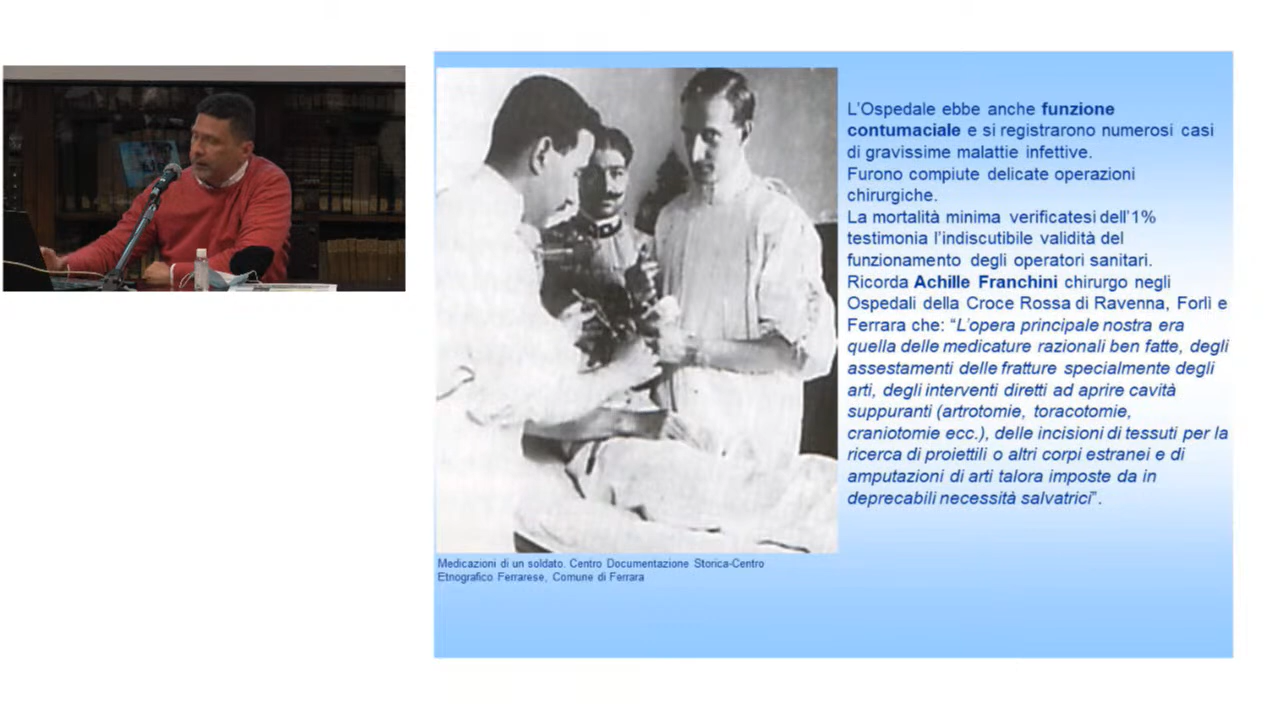 L'Ospedale ebbe anche funzione
contumaciale e si registrarono numerosi casi
di gravissime malattie infettive.
Furono compiute delicate operazioni
chirurgiche.
La mortalità minima verificatesi dell'1%
testimonia l'indiscutibile validità del
funzionamento degli operatori sanitari.
Ricorda Achille Franchini chirurgo negli
Ospedali della Croce Rossa di Ravenna, Forlì e
Ferrara che: "L'opera principale nostra era
quella delle medicature razionali ben fatte, degli
assestamenti delle fratture specialmente degli
arti, degli interventi diretti ad aprire cavità
suppuranti (artrotomie, toracotomie,
craniotomie ecc.), delle incisioni di tessuti per la
ricerca di proiettili o altri corpi estranei e di
amputazioni di arti talora imposte da in
deprecabili necessità salvatrici".
Medicazioni di un soldato. Centro Documentazione Storica-Centro
Etnografico Ferrarese, Comune di Ferrara